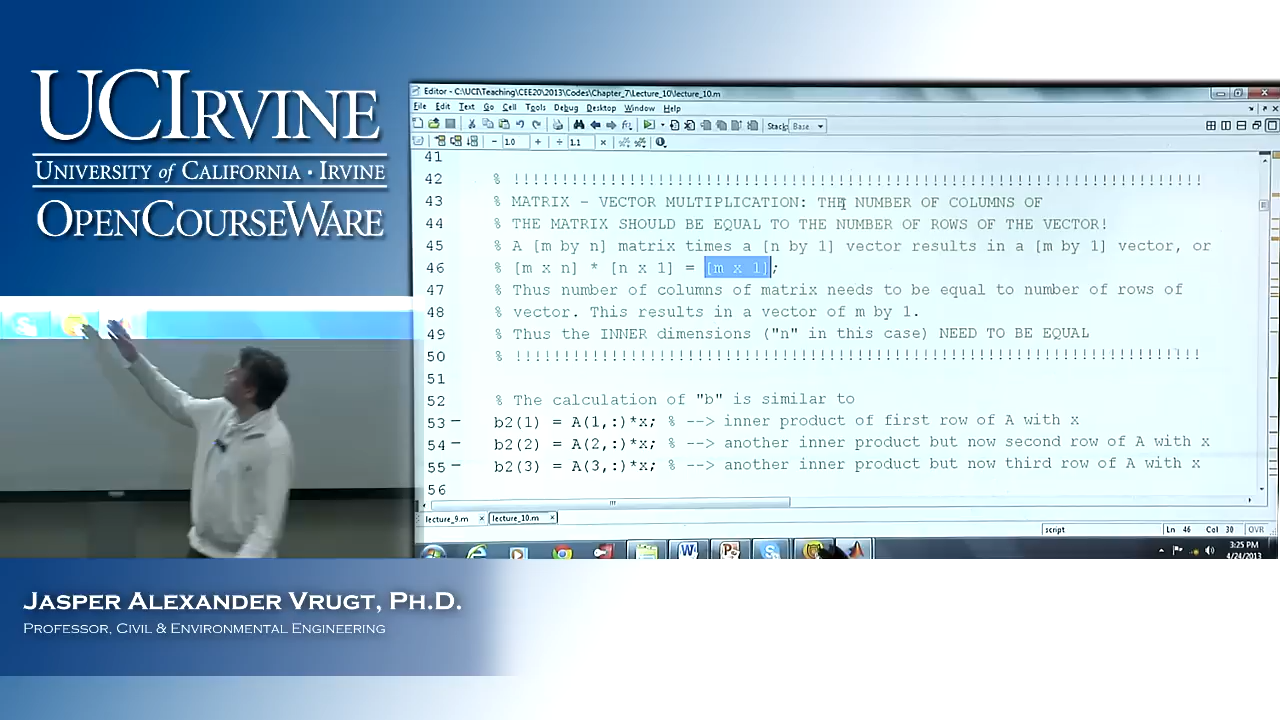 UCIRVINE
UNIVERSITY of CALIFORNIA · IRVINE
OPENCOURSEWARE
Editor - C:\UCI\Teaching\CEE20\2013\Codes\Chapter_7\Lecture_10\lecture_10.m
File Edit Text Go Cell Tools Debug Desktop Window Help
Stack: Base
1.0 1.1
41
42 % !!!!!!!!!!!!!!!!!!!!!!!!!!!!!!!!!!!!!!!!!!!!!!!!!!!!!!!!!!!!!!!!!!!!!!
43 % MATRIX - VECTOR MULTIPLICATION: THE NUMBER OF COLUMNS OF
44 % THE MATRIX SHOULD BE EQUAL TO THE NUMBER OF ROWS OF THE VECTOR!
45 % A [m by n] matrix times a [n by 1] vector results in a [m by 1] vector, or
46 % [m x n] * [n x 1] = [m x 1];
47 % Thus number of columns of matrix needs to be equal to number of rows of
48 % vector. This results in a vector of m by 1.
49 % Thus the INNER dimensions ("n" in this case) NEED TO BE EQUAL
50 % !!!!!!!!!!!!!!!!!!!!!!!!!!!!!!!!!!!!!!!!!!!!!!!!!!!!!!!!!!!!!!!!!!!!!!
51
52 % The calculation of "b" is similar to
53 - b2(1) = A(1,:)*x; % --> inner product of first row of A with x
54 - b2(2) = A(2,:)*x; % --> another inner product but now second row of A with x
55 - b2(3) = A(3,:)*x; % --> another inner product but now third row of A with x
56
lecture_9.m lecture_10.m
script Ln 46 Col 30 OVR
3:25 PM
4/24/2013
JASPER ALEXANDER VRUGT, PH.D.
PROFESSOR, CIVIL & ENVIRONMENTAL ENGINEERING